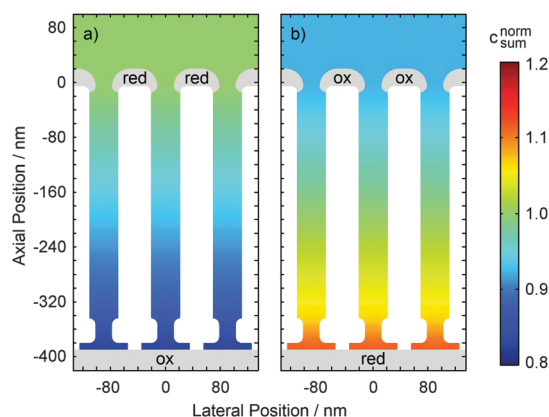 a)
b)
c norm sum
red
red
ox
ox
ox
red
80
0
-80
-160
-240
-320
-400
Axial Position / nm
-80
0
80
-80
0
80
Lateral Position / nm
1.2
1.1
1.0
0.9
0.8